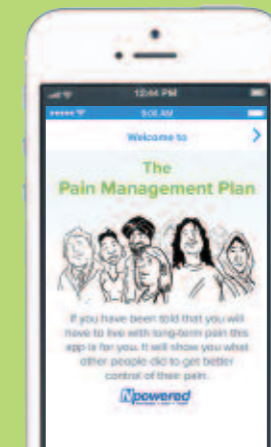 12:44 PM
9:00 AM
Welcome to
The
Pain Management Plan
If you have been told that you will
have to live with long-term pain this
app is for you. It will show you what
other people did to get better
control of their pain.
Npowered